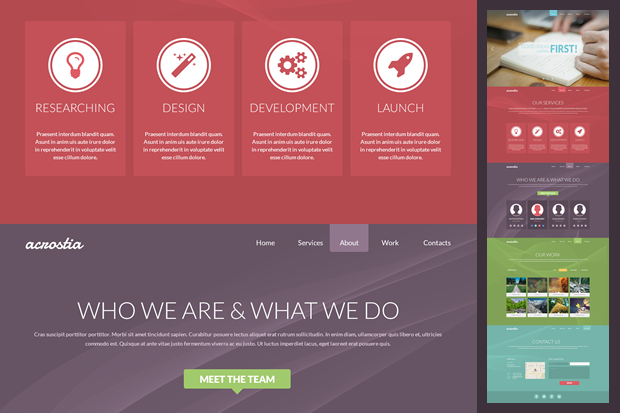 RESEARCHING
DESIGN
DEVELOPMENT
LAUNCH
Praesent interdum blandit quam.
Asunt in anim uis aute irure dolor
in reprehenderit in voluptate velit
esse cillum dolore.
Praesent interdum blandit quam.
Asunt in anim uis aute irure dolor
in reprehenderit in voluptate velit
esse cillum dolore.
Praesent interdum blandit quam.
Asunt in anim uis aute irure dolor
in reprehenderit in voluptate velit
esse cillum dolore.
Praesent interdum blandit quam.
Asunt in anim uis aute irure dolor
in reprehenderit in voluptate velit
esse cillum dolore.
acrostia
Home Services About Work Contacts
WHO WE ARE & WHAT WE DO
Cras suscipit porttitor porttitor. Morbi sit amet tincidunt sapien. Curabitur posuere lectus aliquet erat rutrum sollicitudin. In enim diam, ullamcorper quis libero et, ultricies
commodo est. Quisque at ante vitae justo fermentum viverra ac eu justo. Ut luctus imperdiet lacus, eget laoreet erat posuere quis.
MEET THE TEAM
acrostia
FIRST!
acrostia
OUR SERVICES
acrostia
WHO WE ARE & WHAT WE DO
acrostia
OUR WORK
acrostia
CONTACT US